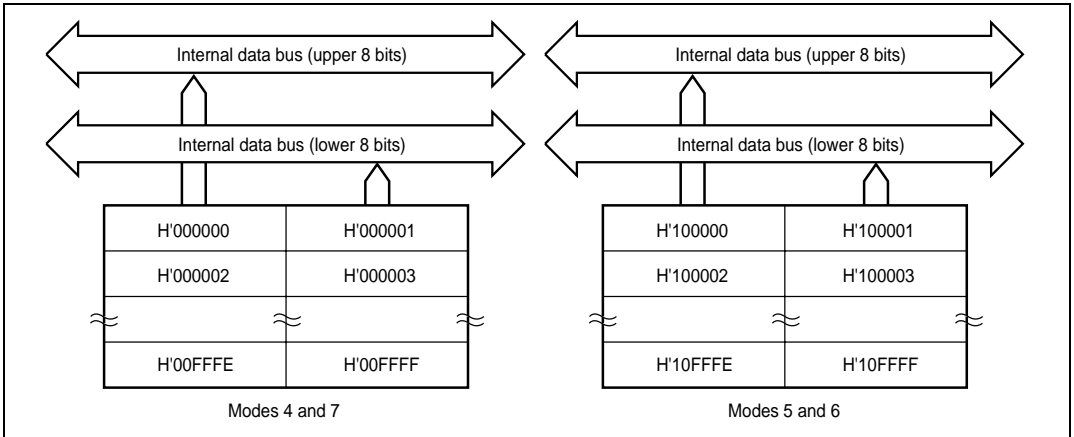 Internal data bus (upper 8 bits)
Internal data bus (lower 8 bits)
H'000000 H'000001
H'000002 H'000003
H'00FFFE H'00FFFF
Modes 4 and 7
Internal data bus (upper 8 bits)
Internal data bus (lower 8 bits)
H'100000 H'100001
H'100002 H'100003
H'10FFFE H'10FFFF
Modes 5 and 6